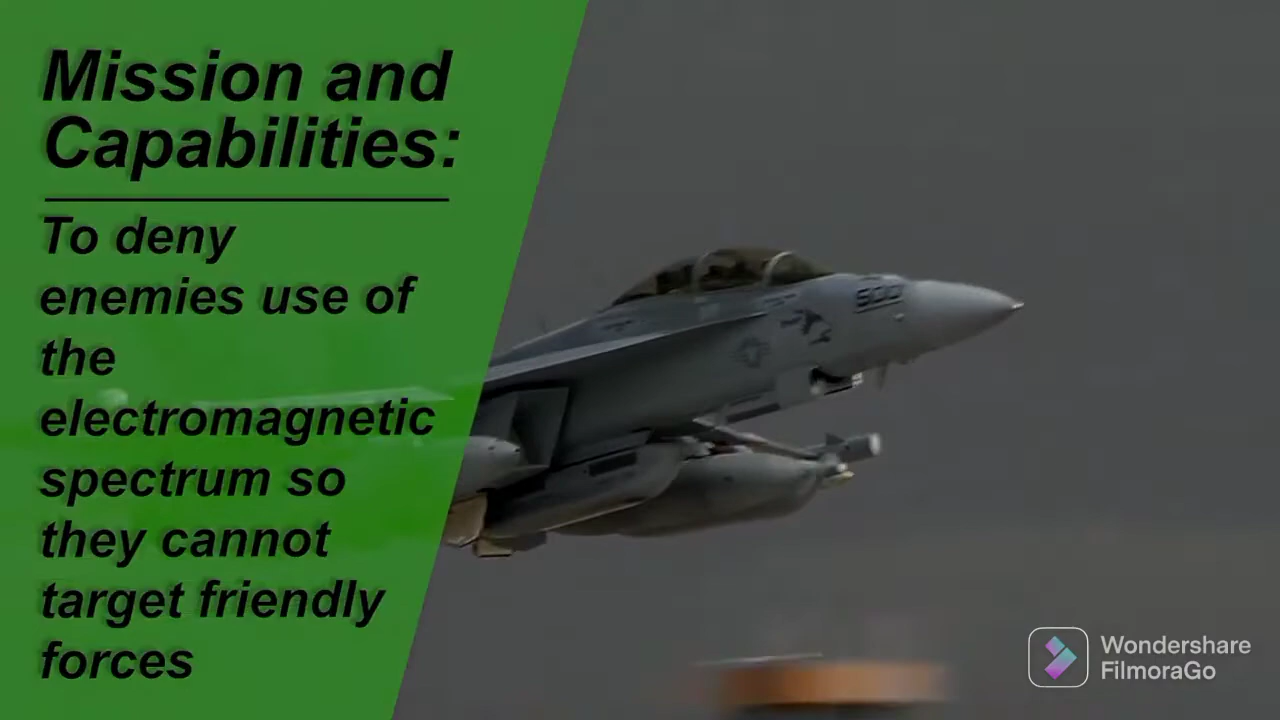 Mission and
Capabilities:
To deny
enemies use of
the
electromagnetic
spectrum so
they cannot
target friendly
forces
500
Wondershare
FilmoraGo